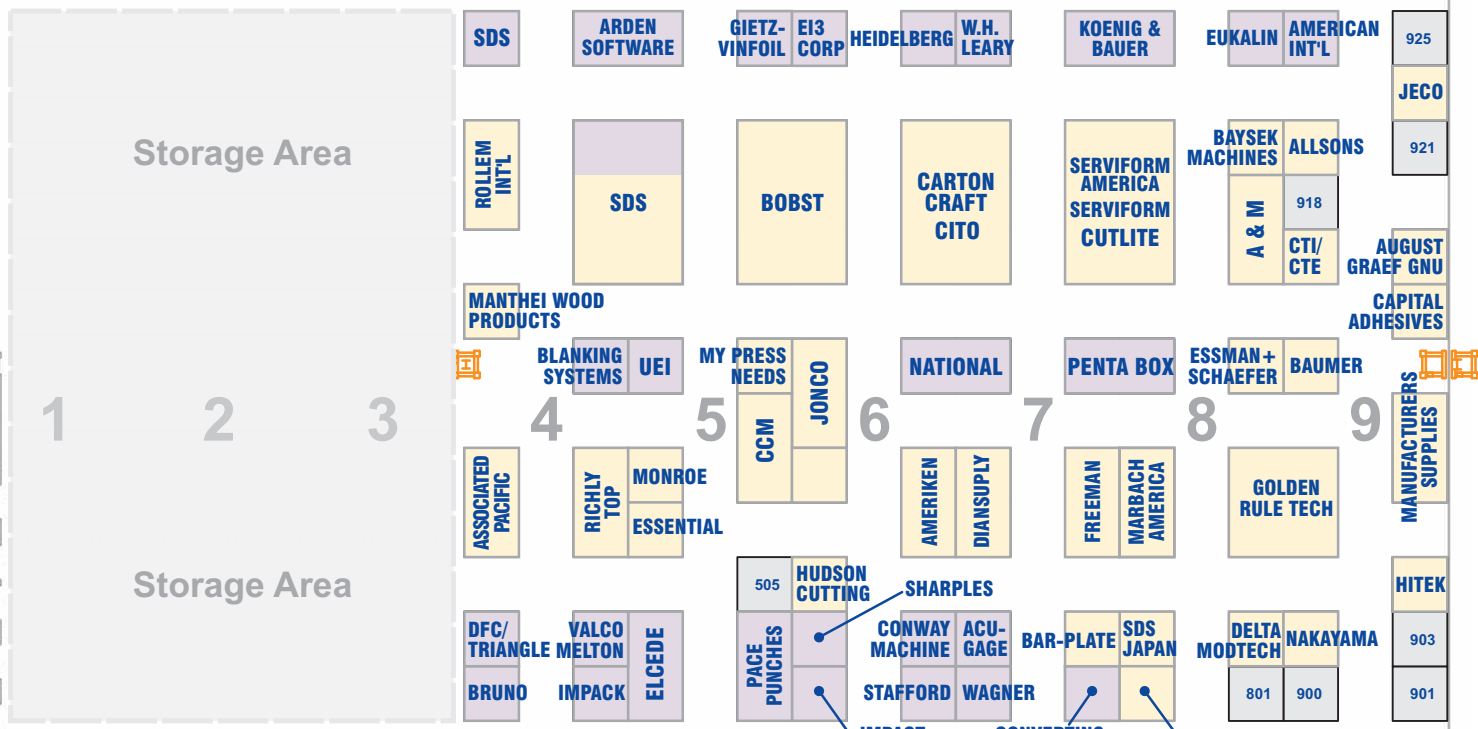 SDS
ARDEN
SOFTWARE
GIETZ-
VINFOIL
EI3
CORP
HEIDELBERG
W.H.
LEARY
KOENIG &
BAUER
EUKALIN
AMERICAN
INT'L
925
JECO
Storage Area
ROLLEM
INT'L
SDS
BOBST
CARTON
CRAFT
CITO
SERVIFORM
AMERICA
SERVIFORM
CUTLITE
BAYSEK
MACHINES
ALLSONS
921
A & M
918
CTI/
CTE
AUGUST
GRAEF GNU
MANTHEI WOOD
PRODUCTS
CAPITAL
ADHESIVES
BLANKING
SYSTEMS
UEI
MY PRESS
NEEDS
JONCO
NATIONAL
PENTA BOX
ESSMAN+
SCHAEFER
BAUMER
1
2
3
4
5
6
7
8
9
CCM
MANUFACTURERS
SUPPLIES
ASSOCIATED
PACIFIC
RICHLY
TOP
MONROE
ESSENTIAL
AMERIKEN
DIANSUPLY
FREEMAN
MARBACH
AMERICA
GOLDEN
RULE TECH
Storage Area
505
HUDSON
CUTTING
SHARPLES
HITEK
DFC/
TRIANGLE
VALCO
MELTON
ELCEDE
PACE
PUNCHES
CONWAY
MACHINE
ACU-
GAGE
BAR-PLATE
SDS
JAPAN
DELTA
MODTECH
NAKAYAMA
903
BRUNO
IMPACK
STAFFORD
WAGNER
801
900
901
IMPACT
CONVERTING